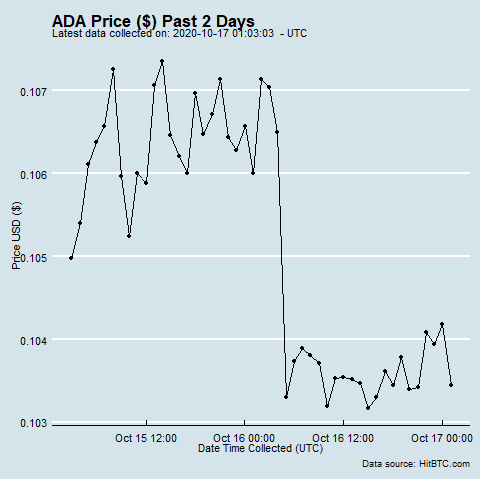 ADA Price ($) Past 2 Days
Latest data collected on: 2020-10-17 01:03:03 - UTC
0.107
0.106
0.105
0.104
0.103
Price USD ($)
Oct 15 12:00 Oct 16 00:00 Oct 16 12:00 Oct 17 00:00
Date Time Collected (UTC)
Data source: HitBTC.com